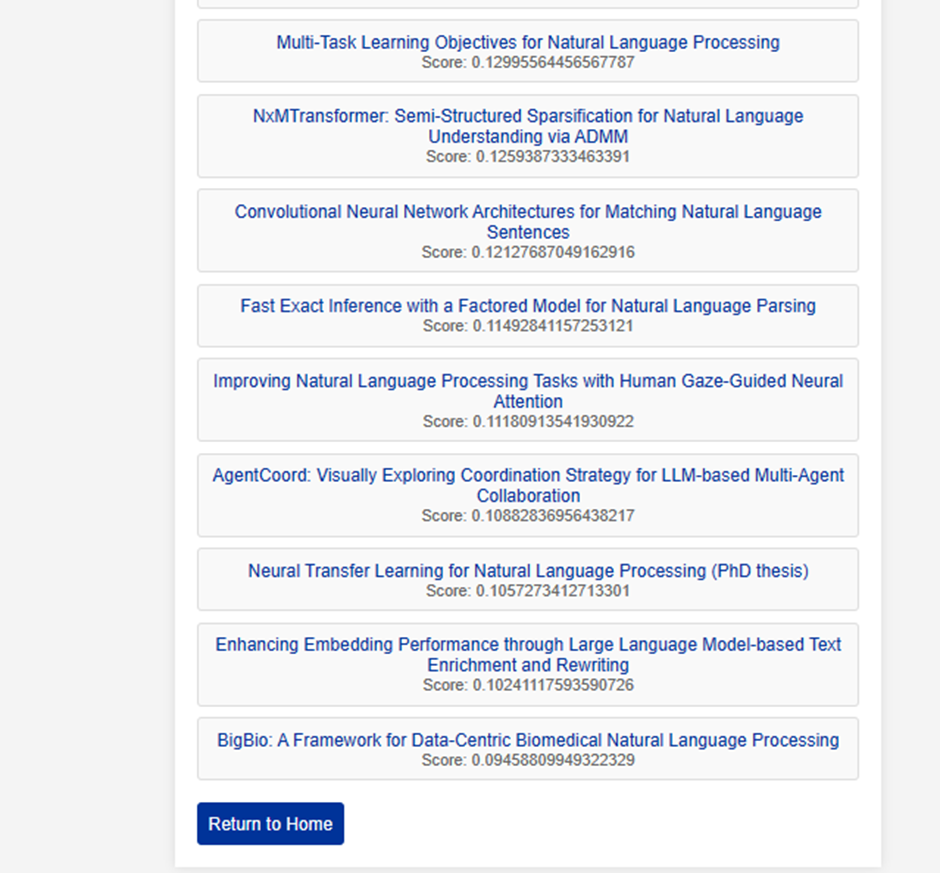 Multi-Task Learning Objectives for Natural Language Processing
Score: 0.12995564456567787
NxMTransformer: Semi-Structured Sparsification for Natural Language
Understanding via ADMM
Score: 0.1259387333463391
Convolutional Neural Network Architectures for Matching Natural Language
Sentences
Score: 0.12127687049162916
Fast Exact Inference with a Factored Model for Natural Language Parsing
Score: 0.11492841157253121
Improving Natural Language Processing Tasks with Human Gaze-Guided Neural
Attention
Score: 0.11180913541930922
AgentCoord: Visually Exploring Coordination Strategy for LLM-based Multi-Agent
Collaboration
Score: 0.10882836956438217
Neural Transfer Learning for Natural Language Processing (PhD thesis)
Score: 0.1057273412713301
Enhancing Embedding Performance through Large Language Model-based Text
Enrichment and Rewriting
Score: 0.10241117593590726
BigBio: A Framework for Data-Centric Biomedical Natural Language Processing
Score: 0.09458809949322329
Return to Home